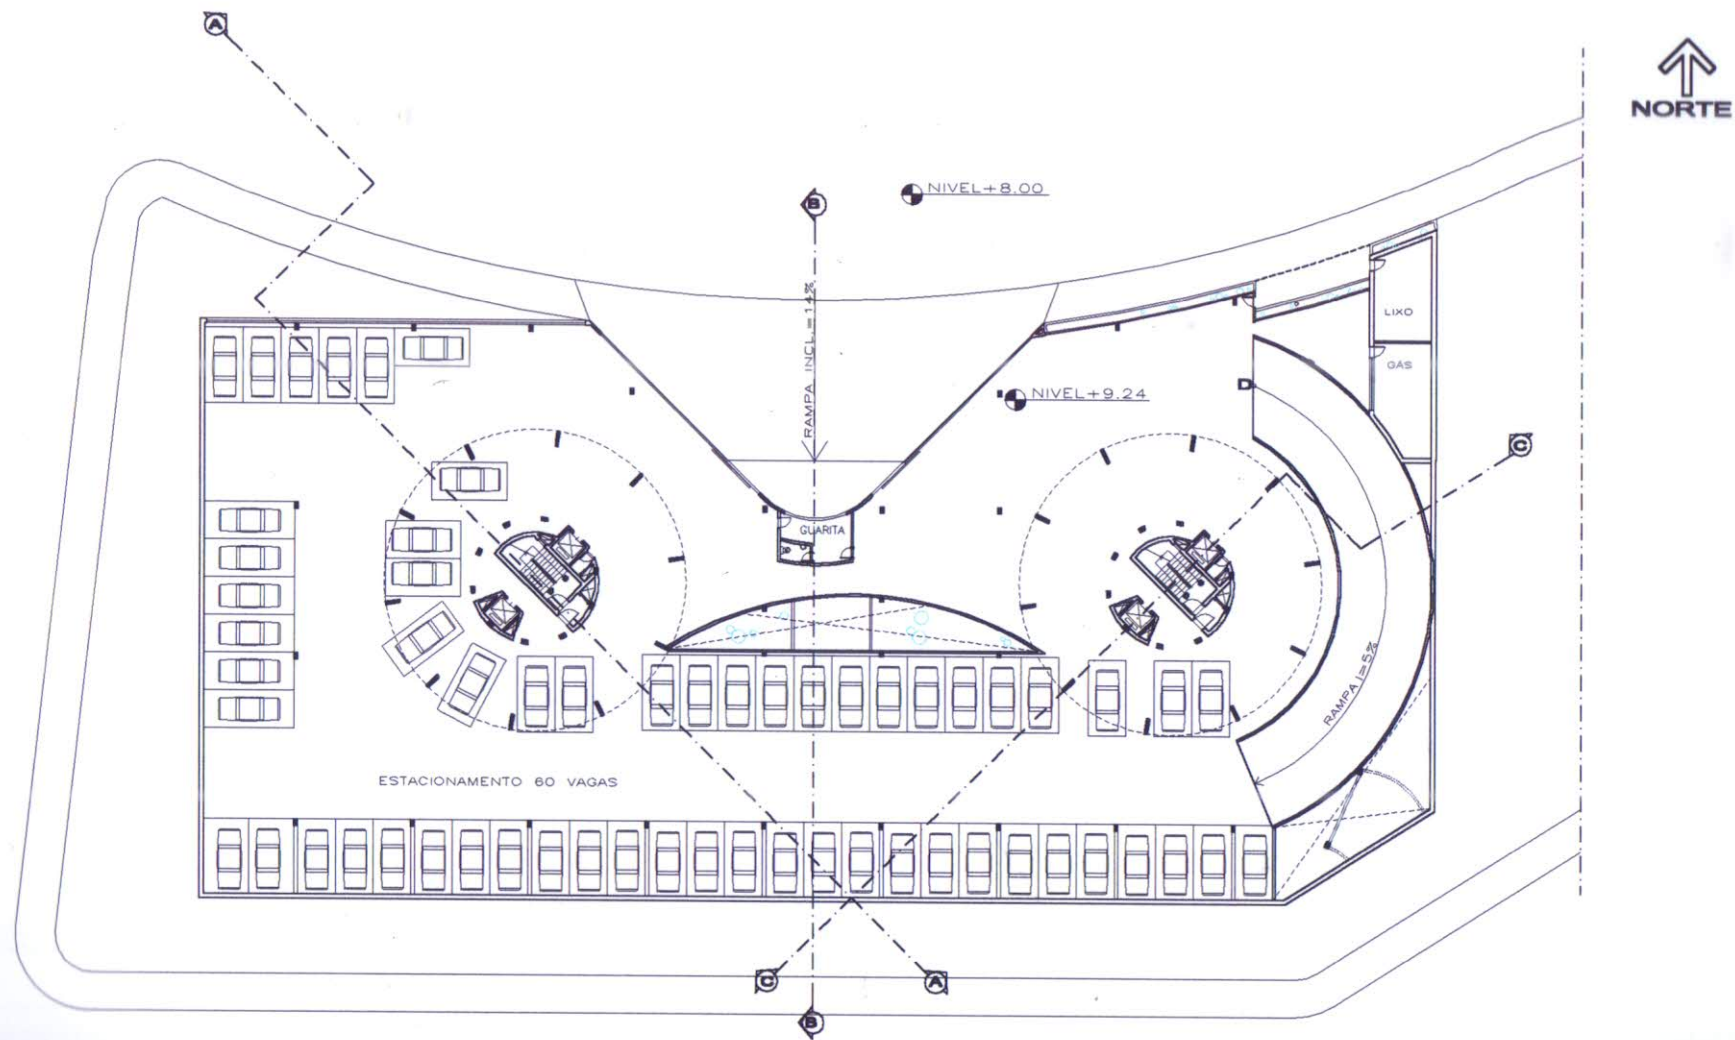 A
NORTE
NIVEL+8.00
B
RAMPA INCL.=14%
LIXO
GÁS
D
NIVEL+9.24
C
GUARITA
RAMPA I=5%
ESTACIONAMENTO 60 VAGAS
C
A
B